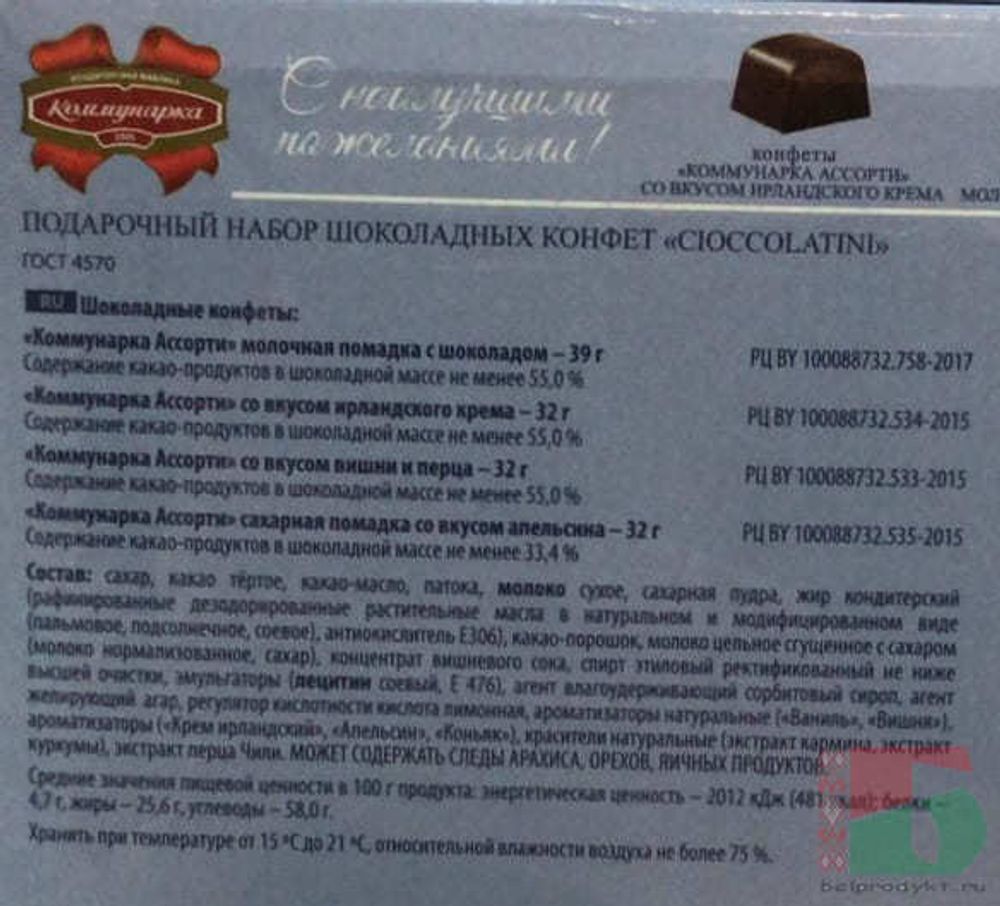 КОНДИТЕРСКАЯ ФАБРИКА
Коммунарка
С наилучшими
пожеланиями!
конфеты
«КОММУНАРКА АССОРТИ»
СО ВКУСОМ ИРЛАНДСКОГО КРЕМА МОЛ
ПОДАРОЧНЫЙ НАБОР ШОКОЛАДНЫХ КОНФЕТ «CIOCCOLATINI»
ГОСТ 4570
RU Шоколадные конфеты:
«Коммунарка Ассорти» молочная помадка с шоколадом – 39 г РЦ BY 100088732.758-2017
Содержание какао-продуктов в шоколадной массе не менее 55,0 %
«Коммунарка Ассорти» со вкусом ирландского крема – 32 г РЦ BY 100088732.534-2015
Содержание какао-продуктов в шоколадной массе не менее 55,0 %
«Коммунарка Ассорти» со вкусом вишни и перца – 32 г РЦ BY 100088732.533-2015
Содержание какао-продуктов в шоколадной массе не менее 55,0 %
«Коммунарка Ассорти» сахарная помадка со вкусом апельсина – 32 г РЦ BY 100088732.535-2015
Содержание какао-продуктов в шоколадной массе не менее 33,4 %
Состав: сахар, какао тёртое, какао-масло, патока, молоко сухое, сахарная пудра, жир кондитерский
(рафинированные дезодорированные растительные масла в натуральном и модифицированном виде
(пальмовое, подсолнечное, соевое), антиокислитель Е306), какао-порошок, молоко цельное сгущенное с сахаром
(молоко нормализованное, сахар), концентрат вишневого сока, спирт этиловый ректификованный не ниже
высшей очистки, эмульгаторы (лецитин соевый, Е 476), агент влагоудерживающий сорбитовый сироп, агент
желирующий агар, регулятор кислотности кислота лимонная, ароматизаторы натуральные («Ваниль», «Вишня»),
ароматизаторы («Крем ирландский», «Апельсин», «Коньяк»), красители натуральные (экстракт кармина, экстракт
куркумы), экстракт перца Чили. МОЖЕТ СОДЕРЖАТЬ СЛЕДЫ АРАХИСА, ОРЕХОВ, ЯИЧНЫХ ПРОДУКТОВ.
Средние значения пищевой ценности в 100 г продукта: энергетическая ценность – 2012 кДж (481 ккал); белки –
4,7 г, жиры – 25,6 г, углеводы – 58,0 г.
Хранить при температуре от 15 ºС до 21 ºС, относительной влажности воздуха не более 75 %.
belprodykt.ru